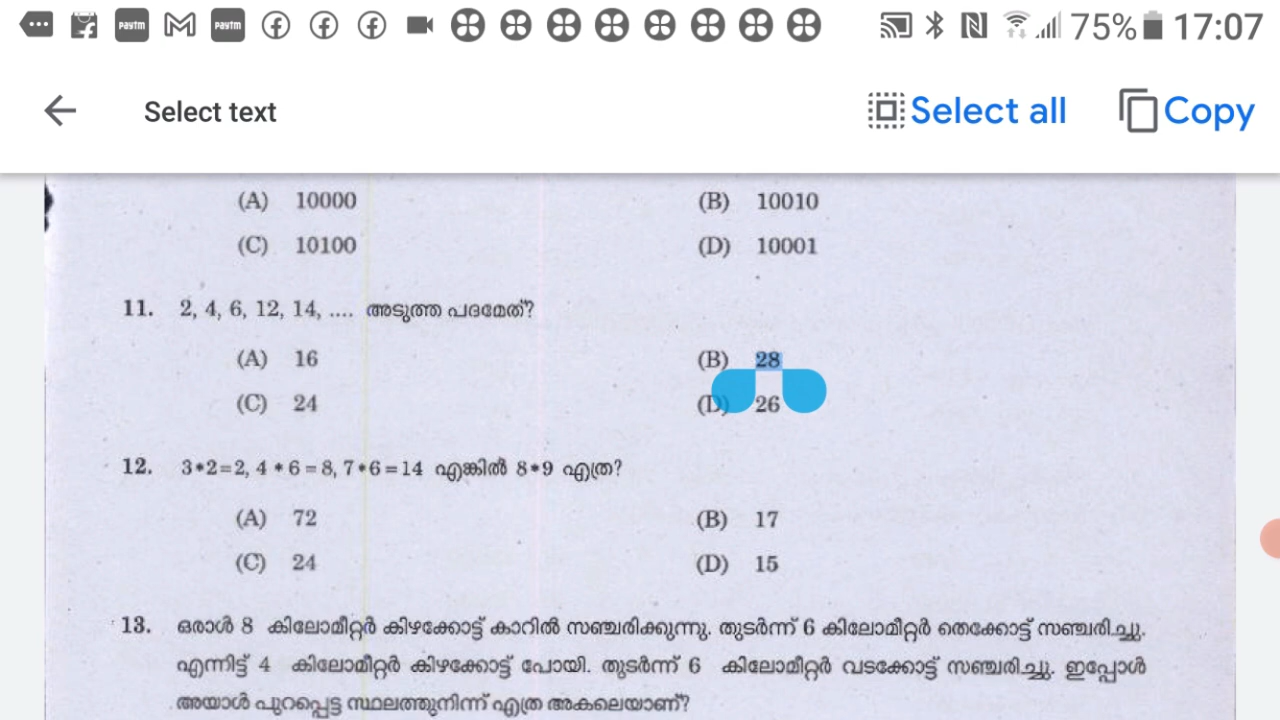 Paytm Paytm 75% 17:07
Select text Select all Copy
(A) 10000 (B) 10010
(C) 10100 (D) 10001
11. 2, 4, 6, 12, 14, .... അടുത്ത പദമേത്?
(A) 16 (B) 28
(C) 24 (D) 26
12. 3*2=2, 4 * 6 = 8, 7*6 = 14 എങ്കിൽ 8*9 എത്ര?
(A) 72 (B) 17
(C) 24 (D) 15
13. ഒരാൾ 8 കിലോമീറ്റർ കിഴക്കോട്ട് കാറിൽ സഞ്ചരിക്കുന്നു. തുടർന്ന് 6 കിലോമീറ്റർ തെക്കോട്ട് സഞ്ചരിച്ചു.
എന്നിട്ട് 4 കിലോമീറ്റർ കിഴക്കോട്ട് പോയി. തുടർന്ന് 6 കിലോമീറ്റർ വടക്കോട്ട് സഞ്ചരിച്ചു. ഇപ്പോൾ
അയാൾ പുറപ്പെട്ട സ്ഥലത്തുനിന്ന് എത്ര അകലെയാണ്?